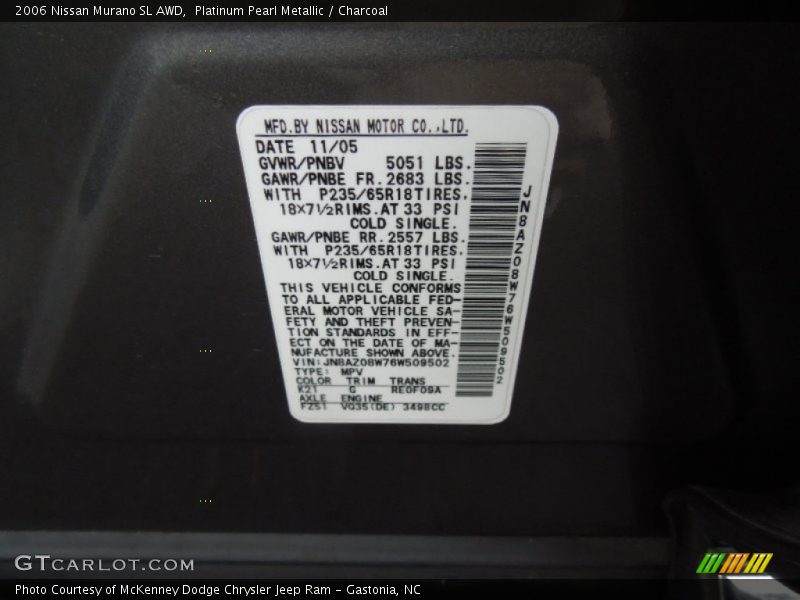 2006 Nissan Murano SL AWD,  Platinum Pearl Metallic / Charcoal
MFD.BY NISSAN MOTOR CO.,LTD.
DATE 11/05
GVWR/PNBV 5051 LBS.
GAWR/PNBE FR. 2683 LBS.
WITH P235/65R18TIRES.
18×7½RIMS.AT 33 PSI
COLD SINGLE.
GAWR/PNBE RR. 2557 LBS.
WITH P235/65R18TIRES.
18×7½RIMS.AT 33 PSI
COLD SINGLE.
THIS VEHICLE CONFORMS
TO ALL APPLICABLE FED-
ERAL MOTOR VEHICLE SA-
FETY AND THEFT PREVEN-
TION STANDARDS IN EFF-
ECT ON THE DATE OF MA-
NUFACTURE SHOWN ABOVE.
VIN:JN8AZ08W76W509502
TYPE: MPV
COLOR TRIM TRANS
K21 G RE0F09A
AXLE ENGINE
FZ51 VQ35(DE) 3498CC
JN8AZ08W76W509502
GTCARLOT.COM
Photo Courtesy of McKenney Dodge Chrysler Jeep Ram - Gastonia, NC